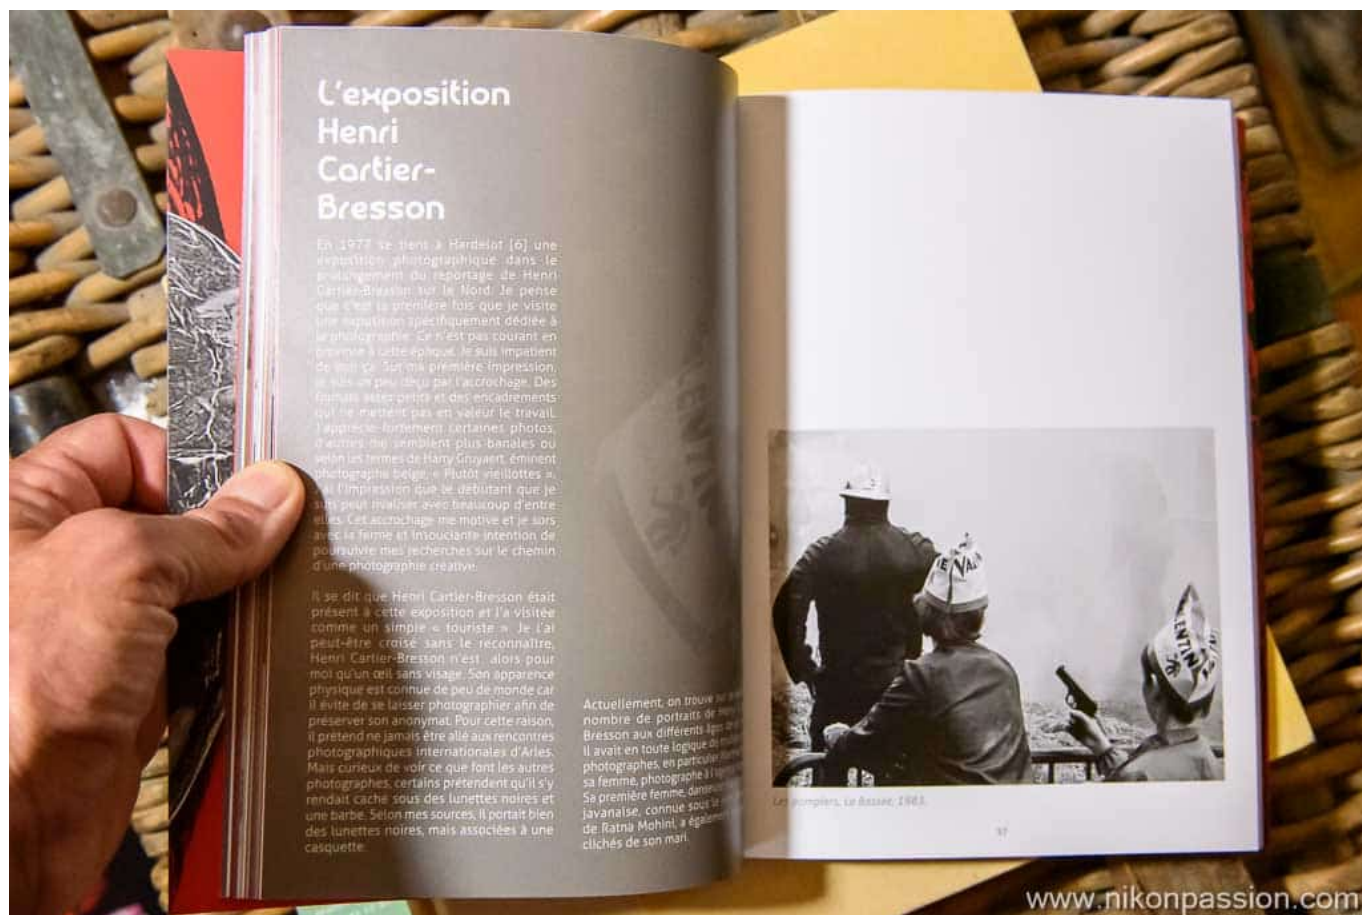 L'exposition
Henri
Cartier-
Bresson
En 1977 se tient à Hardelot [6] une
exposition photographique dans le
prolongement du reportage de Henri
Cartier-Bresson sur le Nord. Je pense
que c'est la première fois que je visite
une exposition spécifiquement dédiée à
la photographie. Ce n'est pas courant en
province à cette époque. Je suis impatient
de voir ça. Sur ma première impression,
je suis un peu déçu par l'accrochage. Des
formats assez petits et des encadrements
qui ne mettent pas en valeur le travail.
J'apprécie fortement certaines photos,
d'autres me semblent plus banales ou
selon les termes de Harry Gruyaert, éminent
photographe belge, « Plutôt vieillottes ».
J'ai l'impression que le débutant que je
suis peut rivaliser avec beaucoup d'entre
elles. Cet accrochage me motive et je sors
avec la ferme et insouciante intention de
poursuivre mes recherches sur le chemin
d'une photographie créative.
Il se dit que Henri Cartier-Bresson était
présent à cette exposition et l'a visitée
comme un simple « touriste ». Je l'ai
peut-être croisé sans le reconnaître,
Henri Cartier-Bresson n'est alors pour
moi qu'un œil sans visage. Son apparence
physique est connue de peu de monde car
il évite de se laisser photographier afin de
préserver son anonymat. Pour cette raison,
il prétend ne jamais être allé aux rencontres
photographiques internationales d'Arles.
Mais curieux de voir ce que font les autres
photographes, certains prétendent qu'il s'y
rendait caché sous des lunettes noires et
une barbe. Selon mes sources, il portait bien
des lunettes noires, mais associées à une
casquette.
Actuellement, on trouve sur
nombre de portraits de
Bresson aux différents âges
Il avait en toute logique
photographes, en particulier
sa femme, photographe à l'
Sa première femme, danseuse
javanaise, connue sous le
de Ratna Mohini, a également
clichés de son mari.
VA
ENTIN
Les pompiers, La Bassée, 1983.
www.nikonpassion.com